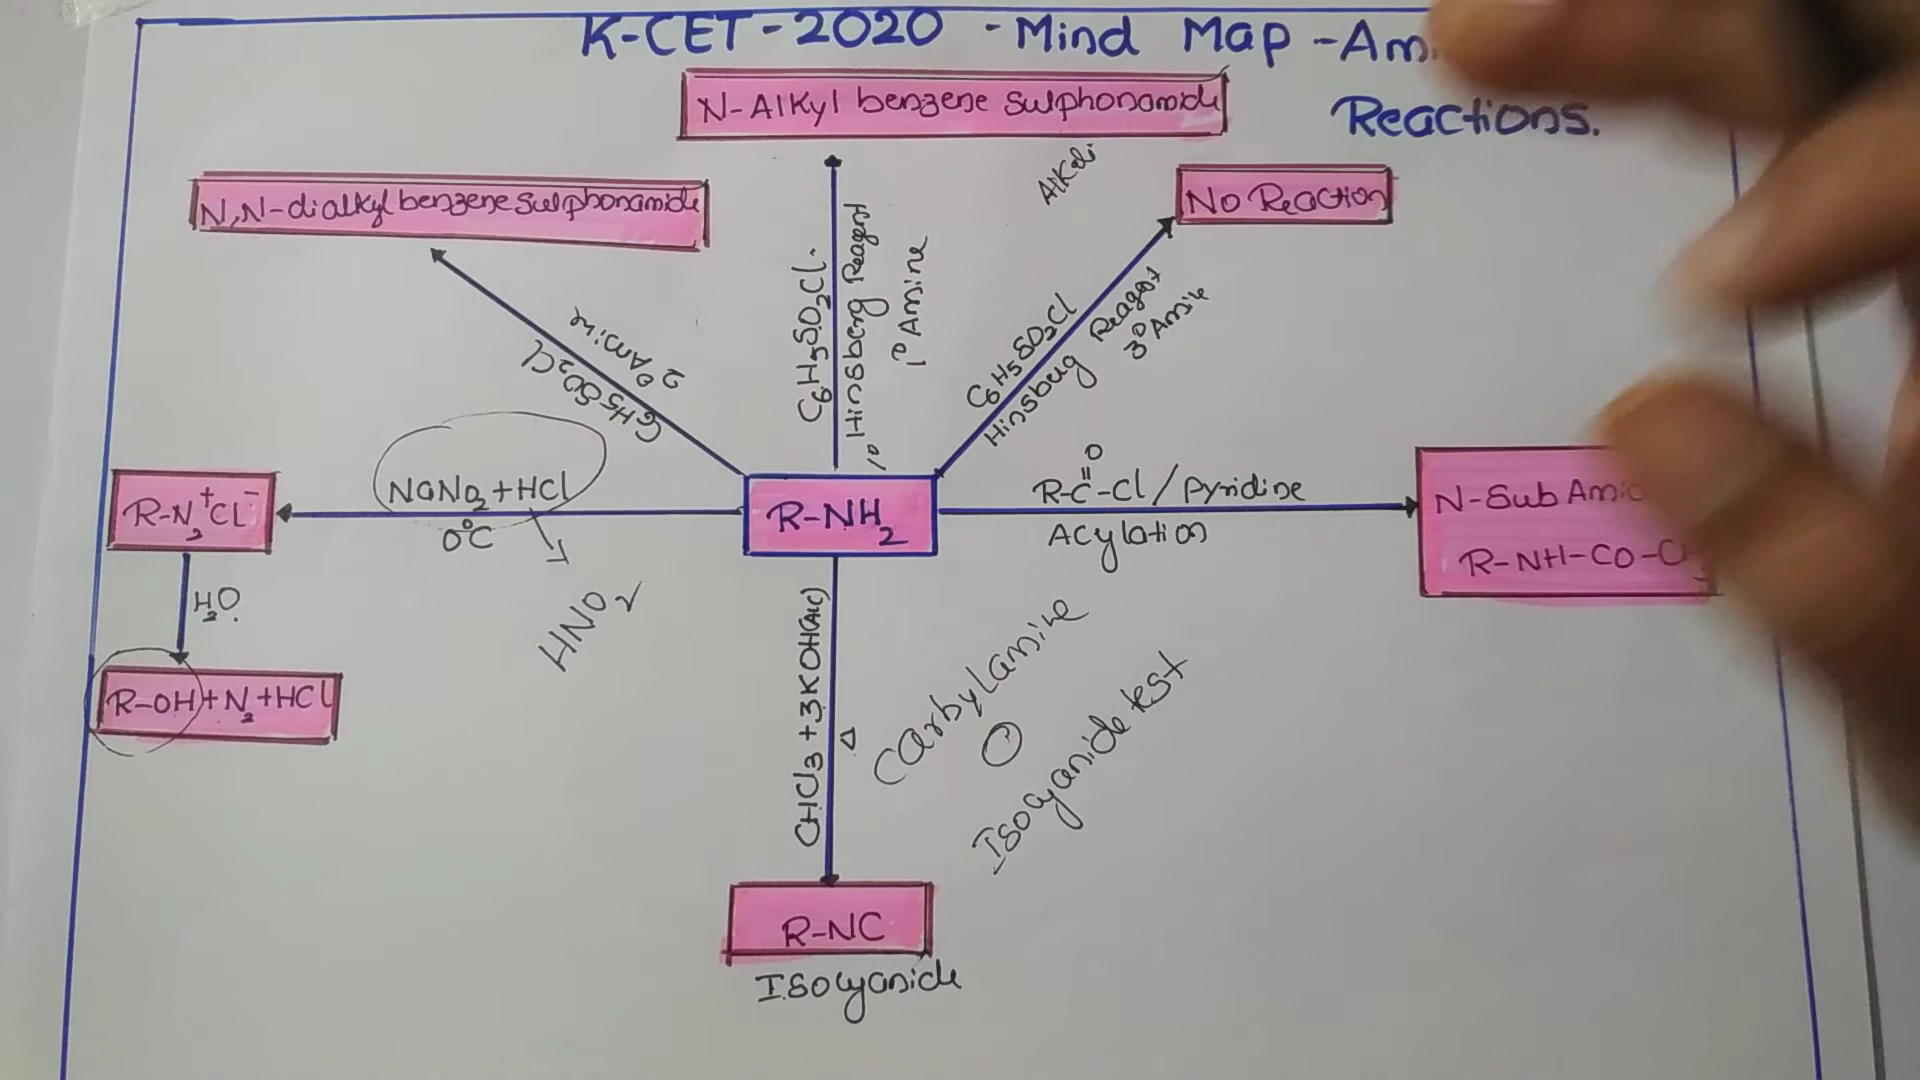 K-CET-2020 - Mind Map - Am
Reactions.
N-Alkyl benzene sulphonamide
Alkali
No Reaction
N,N-dialkyl benzene sulphonamide
C6H5SO2Cl.
Hinsberg Reagent
1° Amine
1°
2° Amine
C6H5SO2Cl
C6H5SO2Cl
Hinsberg Reagent
3° Amine
NaNO2+HCl
0°C
R-N2+Cl-
R-NH2
R-C-Cl / Pyridine
O
Acylation
N-Sub Ami
R-NH-CO-C
H2O.
HNO2
R-OH+N2+HCl
CHCl3 + 3KOH(Alc)
Δ
Carbylamine
O
Isocyanide test
R-NC
Isocyanide